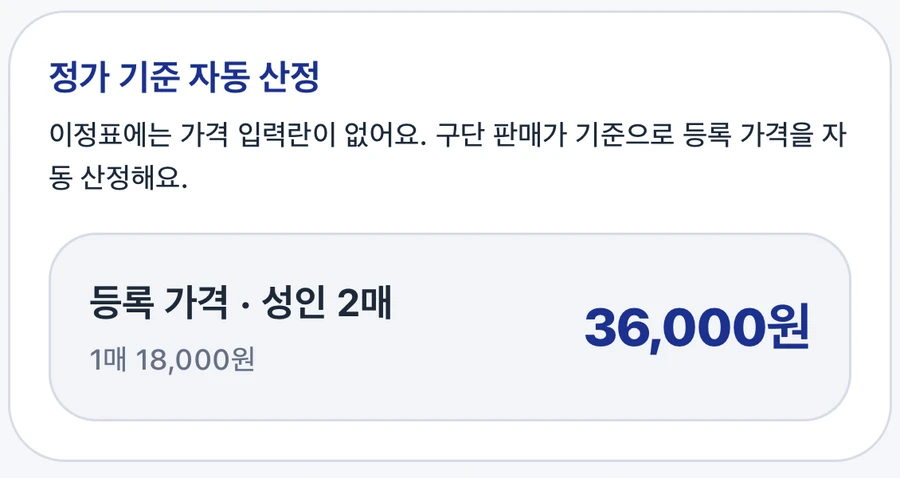 정가 기준 자동 산정
이정표에는 가격 입력란이 없어요. 구단 판매가 기준으로 등록 가격을 자
동 산정해요.
등록 가격 · 성인 2매
1매 18,000원
36,000원